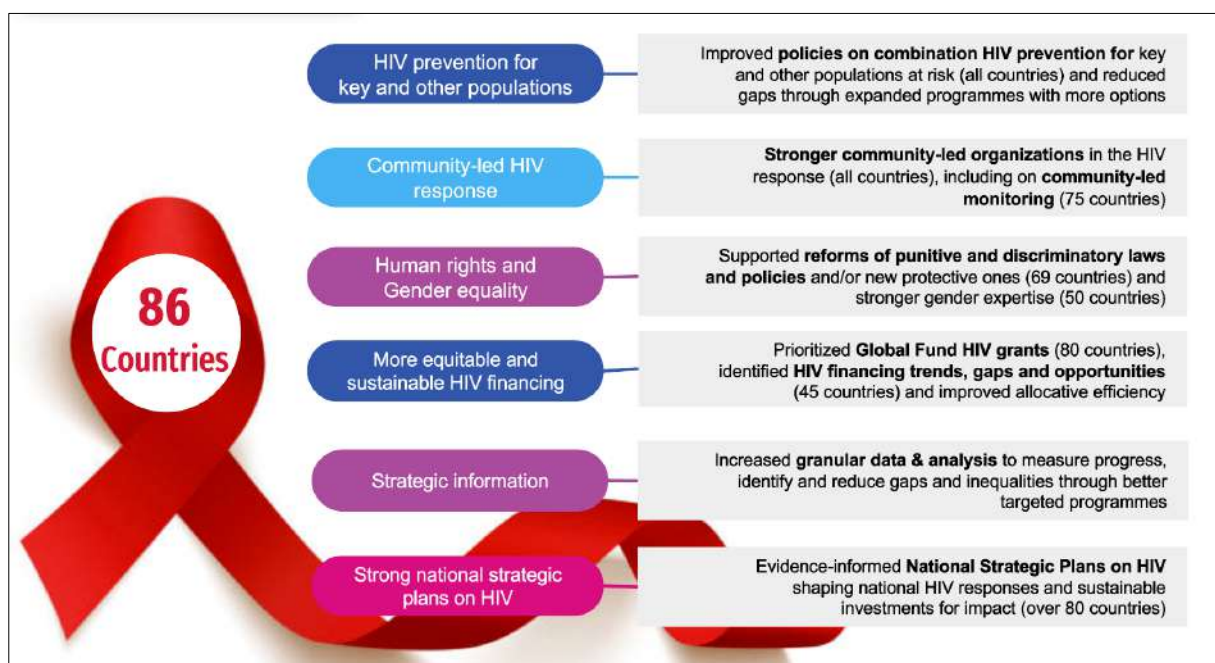 HIV prevention for
key and other populations
Improved policies on combination HIV prevention for key
and other populations at risk (all countries) and reduced
gaps through expanded programmes with more options
Community-led HIV
response
Stronger community-led organizations in the HIV
response (all countries), including on community-led
monitoring (75 countries)
86
Countries
Human rights and
Gender equality
Supported reforms of punitive and discriminatory laws
and policies and/or new protective ones (69 countries) and
stronger gender expertise (50 countries)
More equitable and
sustainable HIV financing
Prioritized Global Fund HIV grants (80 countries),
identified HIV financing trends, gaps and opportunities
(45 countries) and improved allocative efficiency
Strategic information
Increased granular data & analysis to measure progress,
identify and reduce gaps and inequalities through better
targeted programmes
Strong national strategic
plans on HIV
Evidence-informed National Strategic Plans on HIV
shaping national HIV responses and sustainable
investments for impact (over 80 countries)